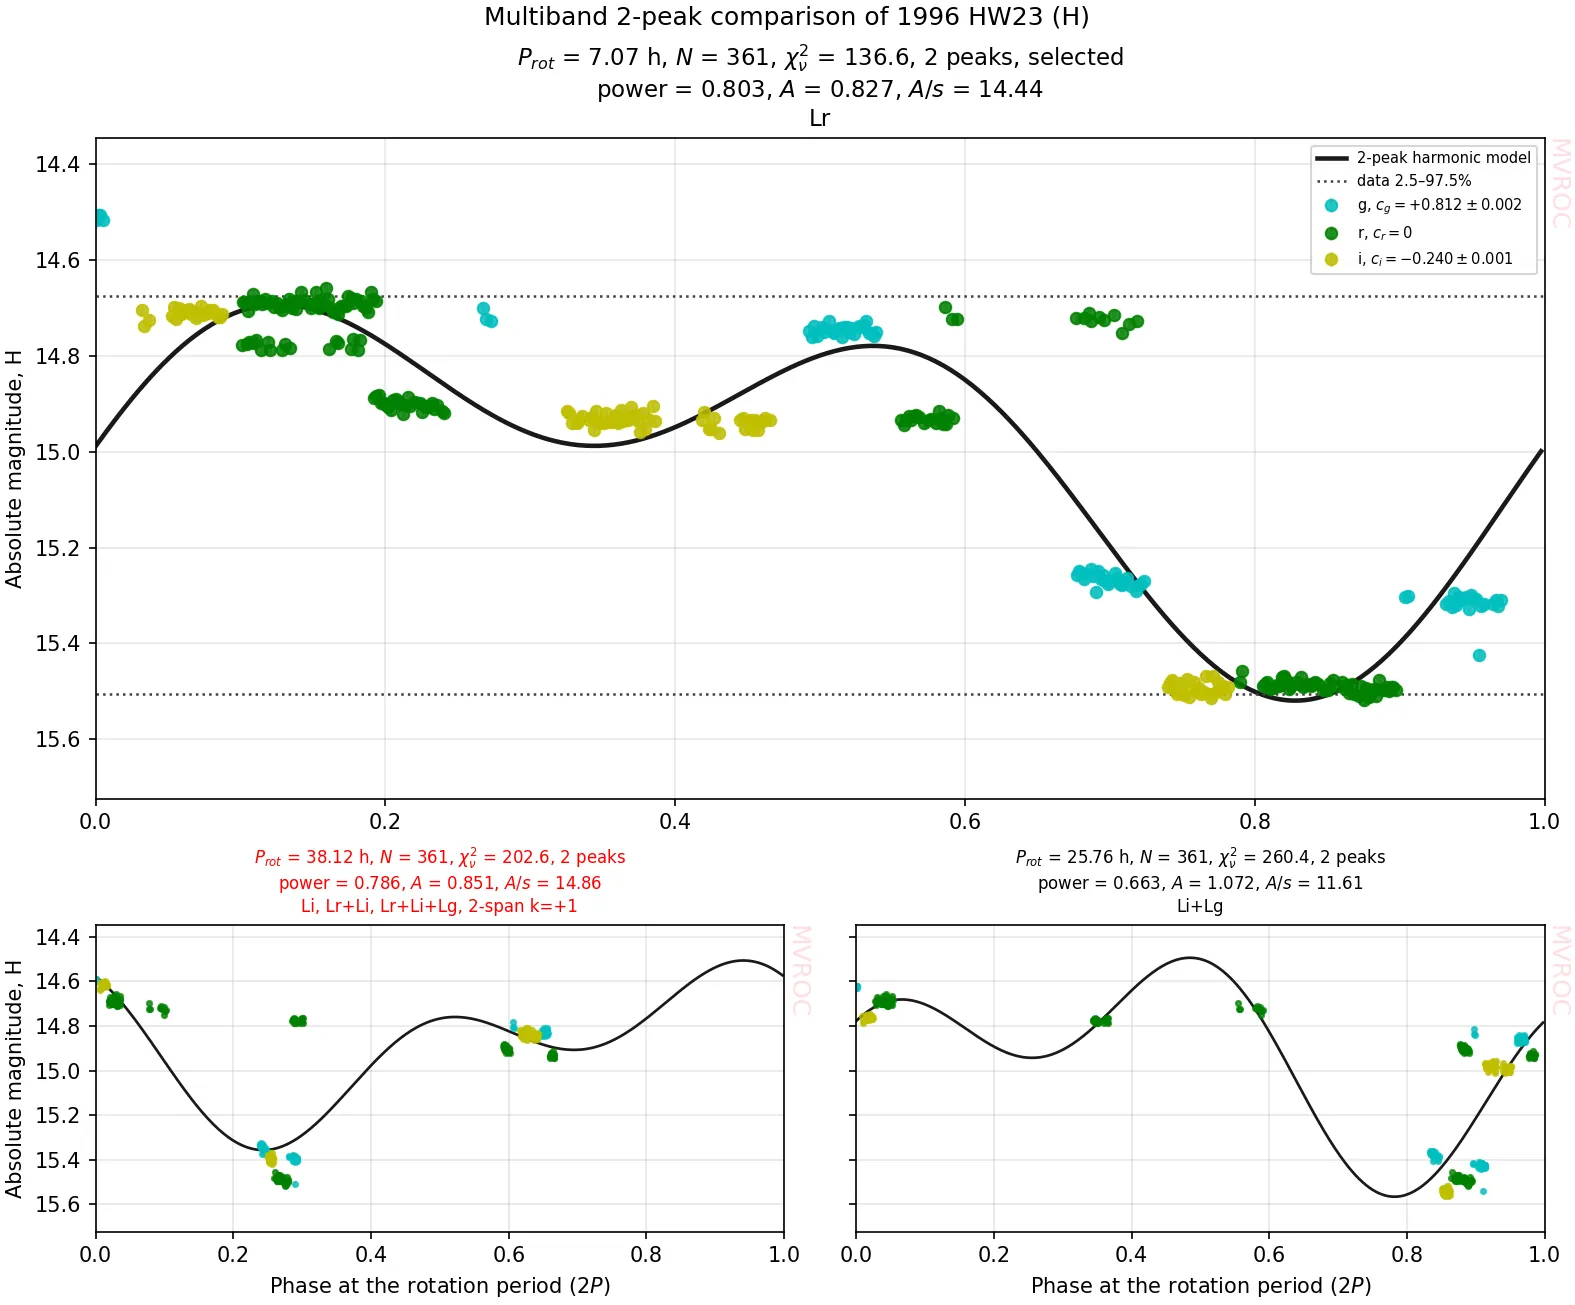 Multiband 2-peak comparison of 1996 HW23 (H)
P_rot = 7.07 h, N = 361, χ²_ν = 136.6, 2 peaks, selected
power = 0.803, A = 0.827, A/s = 14.44
Lr
2-peak harmonic model
data 2.5–97.5%
g, c_g = +0.812 ± 0.002
r, c_r = 0
i, c_i = −0.240 ± 0.001
MVROC
Absolute magnitude, H
14.4
14.6
14.8
15.0
15.2
15.4
15.6
0.0 0.2 0.4 0.6 0.8 1.0
P_rot = 38.12 h, N = 361, χ²_ν = 202.6, 2 peaks
power = 0.786, A = 0.851, A/s = 14.86
Li, Lr+Li, Lr+Li+Lg, 2-span k=+1
MVROC
Absolute magnitude, H
14.4
14.6
14.8
15.0
15.2
15.4
15.6
0.0 0.2 0.4 0.6 0.8 1.0
Phase at the rotation period (2P)
P_rot = 25.76 h, N = 361, χ²_ν = 260.4, 2 peaks
power = 0.663, A = 1.072, A/s = 11.61
Li+Lg
MVROC
0.0 0.2 0.4 0.6 0.8 1.0
Phase at the rotation period (2P)